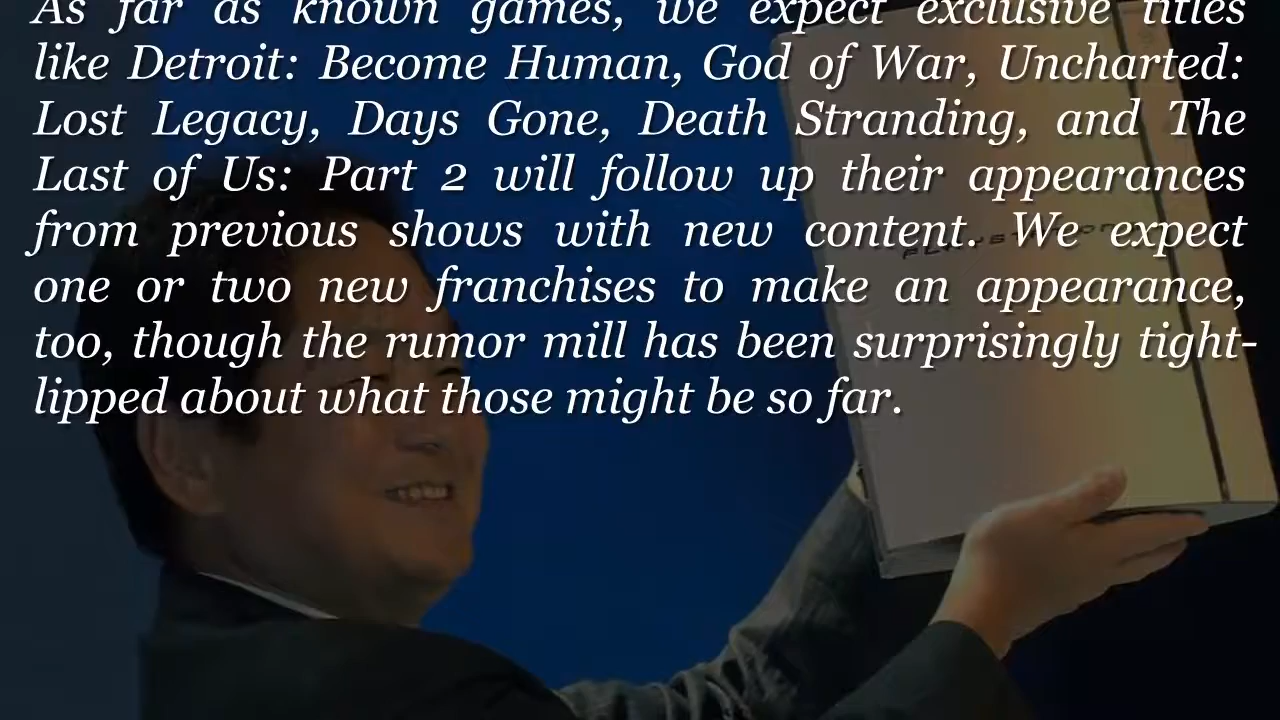 As far as known games, we expect exclusive titles
like Detroit: Become Human, God of War, Uncharted:
Lost Legacy, Days Gone, Death Stranding, and The
Last of Us: Part 2 will follow up their appearances
from previous shows with new content. We expect
one or two new franchises to make an appearance,
too, though the rumor mill has been surprisingly tight-
lipped about what those might be so far.
PLAYSTATION